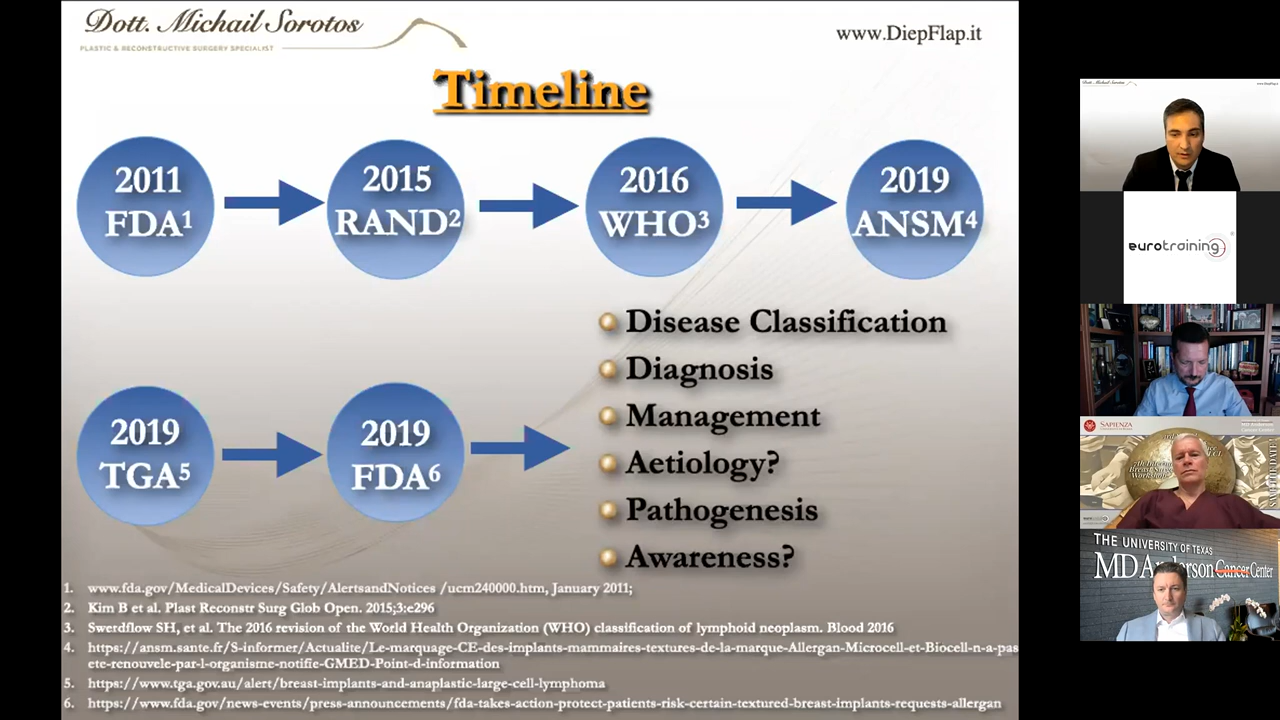 Dott. Michail Sorotos
PLASTIC & RECONSTRUCTIVE SURGERY SPECIALIST
www.DiepFlap.it
Timeline
2011
FDA1
2015
RAND2
2016
WHO3
2019
ANSM4
2019
TGA5
2019
FDA6
Disease Classification
Diagnosis
Management
Aetiology?
Pathogenesis
Awareness?
1. www.fda.gov/MedicalDevices/Safety/AlertsandNotices /ucm240000.htm, January 2011;
2. Kim B et al. Plast Reconstr Surg Glob Open. 2015;3:e296
3. Swerdflow SH, et al. The 2016 revision of the World Health Organization (WHO) classification of lymphoid neoplasm. Blood 2016
4. https://ansm.sante.fr/S-informer/Actualite/Le-marquage-CE-des-implants-mammaires-textures-de-la-marque-Allergan-Microcell-et-Biocell-n-a-pas
ete-renouvele-par-l-organisme-notifie-GMED-Point-d-information
5. https://www.tga.gov.au/alert/breast-implants-and-anaplastic-large-cell-lymphoma
6. https://www.fda.gov/news-events/press-announcements/fda-takes-action-protect-patients-risk-certain-textured-breast-implants-requests-allergan
Dott. Michail Sorotos
eurotraining
SAPIENZA
THE UNIVERSITY OF TEXAS
MD Anderson Cancer Center